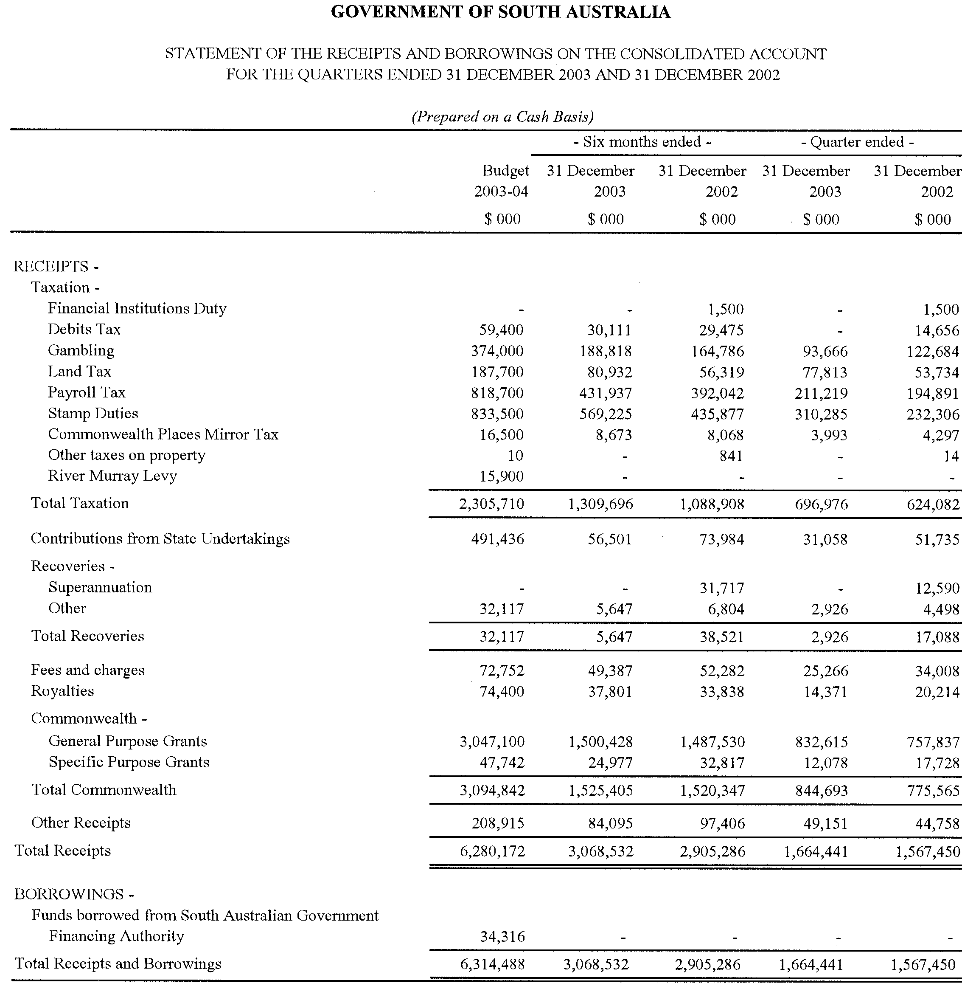 GOVERNMENT OF SOUTH AUSTRALIA
STATEMENT OF THE RECEIPTS AND BORROWINGS ON THE CONSOLIDATED ACCOUNT
FOR THE QUARTERS ENDED 31 DECEMBER 2003 AND 31 DECEMBER 2002
(Prepared on a Cash Basis)
- Six months ended - - Quarter ended -
Budget 31 December 31 December 31 December 31 December
2003-04 2003 2002 2003 2002
$ 000 $ 000 $ 000 $ 000 $ 000
RECEIPTS -
Taxation -
Financial Institutions Duty - - 1,500 - 1,500
Debits Tax 59,400 30,111 29,475 - 14,656
Gambling 374,000 188,818 164,786 93,666 122,684
Land Tax 187,700 80,932 56,319 77,813 53,734
Payroll Tax 818,700 431,937 392,042 211,219 194,891
Stamp Duties 833,500 569,225 435,877 310,285 232,306
Commonwealth Places Mirror Tax 16,500 8,673 8,068 3,993 4,297
Other taxes on property 10 - 841 - 14
River Murray Levy 15,900 - - - -
Total Taxation 2,305,710 1,309,696 1,088,908 696,976 624,082
Contributions from State Undertakings 491,436 56,501 73,984 31,058 51,735
Recoveries -
Superannuation - - 31,717 - 12,590
Other 32,117 5,647 6,804 2,926 4,498
Total Recoveries 32,117 5,647 38,521 2,926 17,088
Fees and charges 72,752 49,387 52,282 25,266 34,008
Royalties 74,400 37,801 33,838 14,371 20,214
Commonwealth -
General Purpose Grants 3,047,100 1,500,428 1,487,530 832,615 757,837
Specific Purpose Grants 47,742 24,977 32,817 12,078 17,728
Total Commonwealth 3,094,842 1,525,405 1,520,347 844,693 775,565
Other Receipts 208,915 84,095 97,406 49,151 44,758
Total Receipts 6,280,172 3,068,532 2,905,286 1,664,441 1,567,450
BORROWINGS -
Funds borrowed from South Australian Government
Financing Authority 34,316 - - - -
Total Receipts and Borrowings 6,314,488 3,068,532 2,905,286 1,664,441 1,567,450